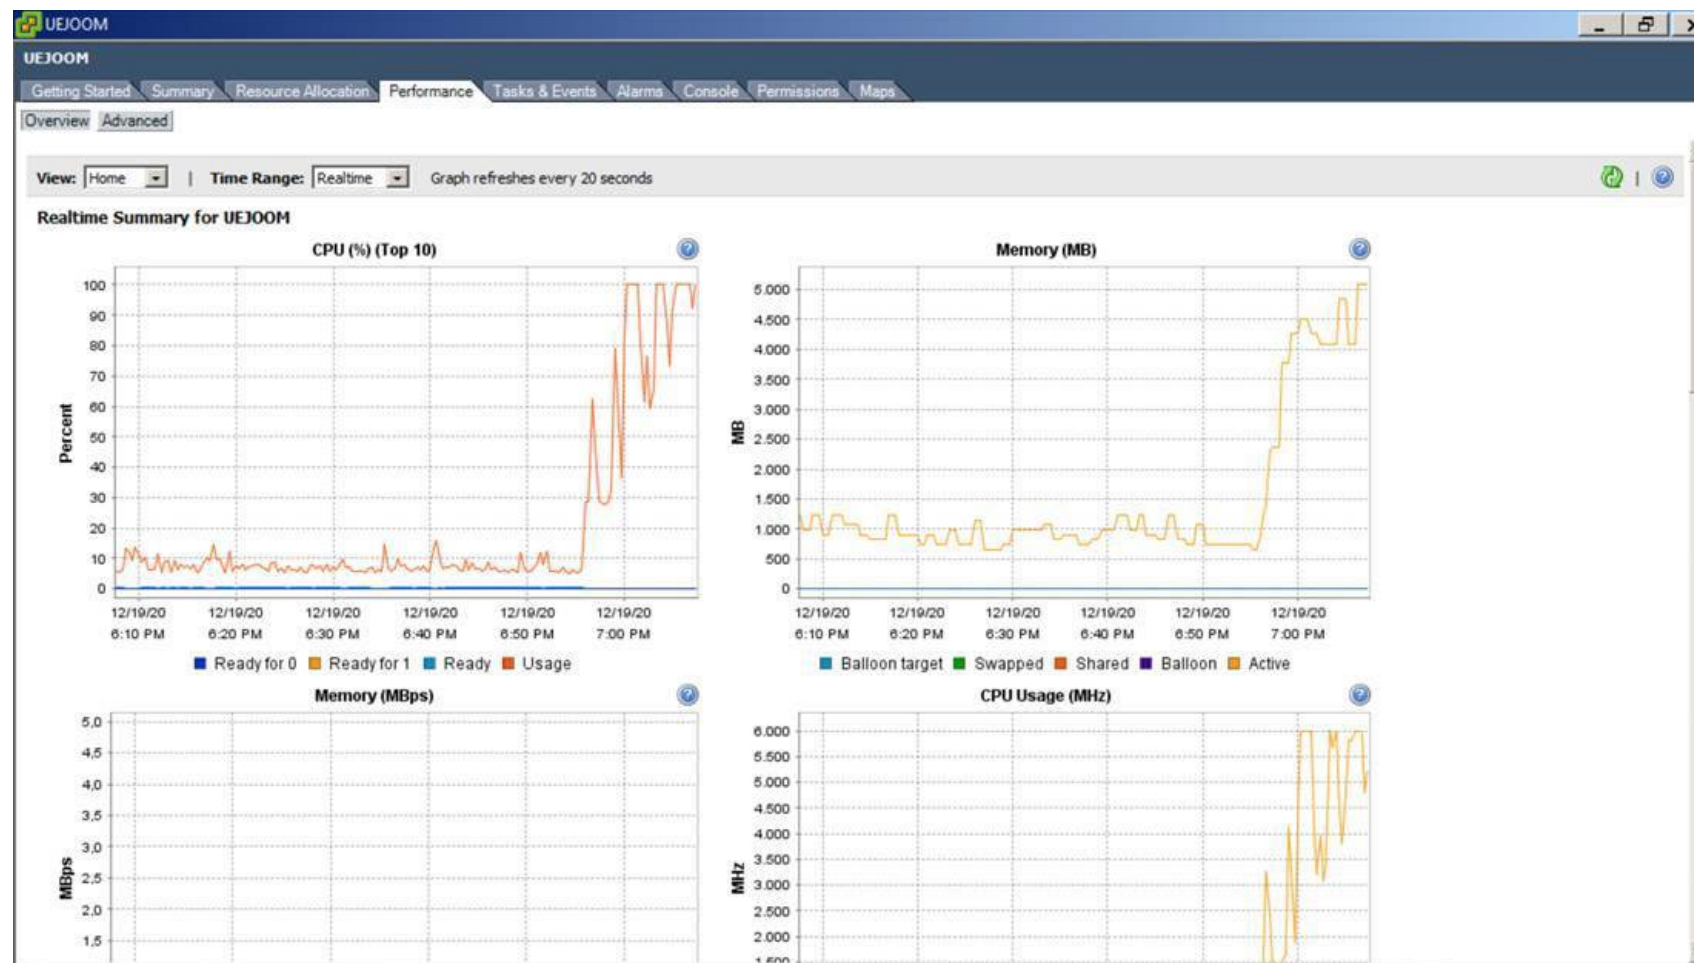 UEJOOM
UEJOOM
Getting Started Summary Resource Allocation Performance Tasks & Events Alarms Console Permissions Maps
Overview Advanced
View: Home | Time Range: Realtime Graph refreshes every 20 seconds |
Realtime Summary for UEJOOM
CPU (%) (Top 10)
100
90
80
70
60
50
40
30
20
10
0
Percent
12/19/20 12/19/20 12/19/20 12/19/20 12/19/20 12/19/20
6:10 PM 6:20 PM 6:30 PM 6:40 PM 6:50 PM 7:00 PM
Ready for 0 Ready for 1 Ready Usage
Memory (MB)
5.000
4.500
4.000
3.500
3.000
2.500
2.000
1.500
1.000
500
0
MB
12/19/20 12/19/20 12/19/20 12/19/20 12/19/20 12/19/20
6:10 PM 6:20 PM 6:30 PM 6:40 PM 6:50 PM 7:00 PM
Balloon target Swapped Shared Balloon Active
Memory (MBps)
5,0
4,5
4,0
3,5
3,0
2,5
2,0
1,5
MBps
CPU Usage (MHz)
6.000
5.500
5.000
4.500
4.000
3.500
3.000
2.500
2.000
1.500
MHz